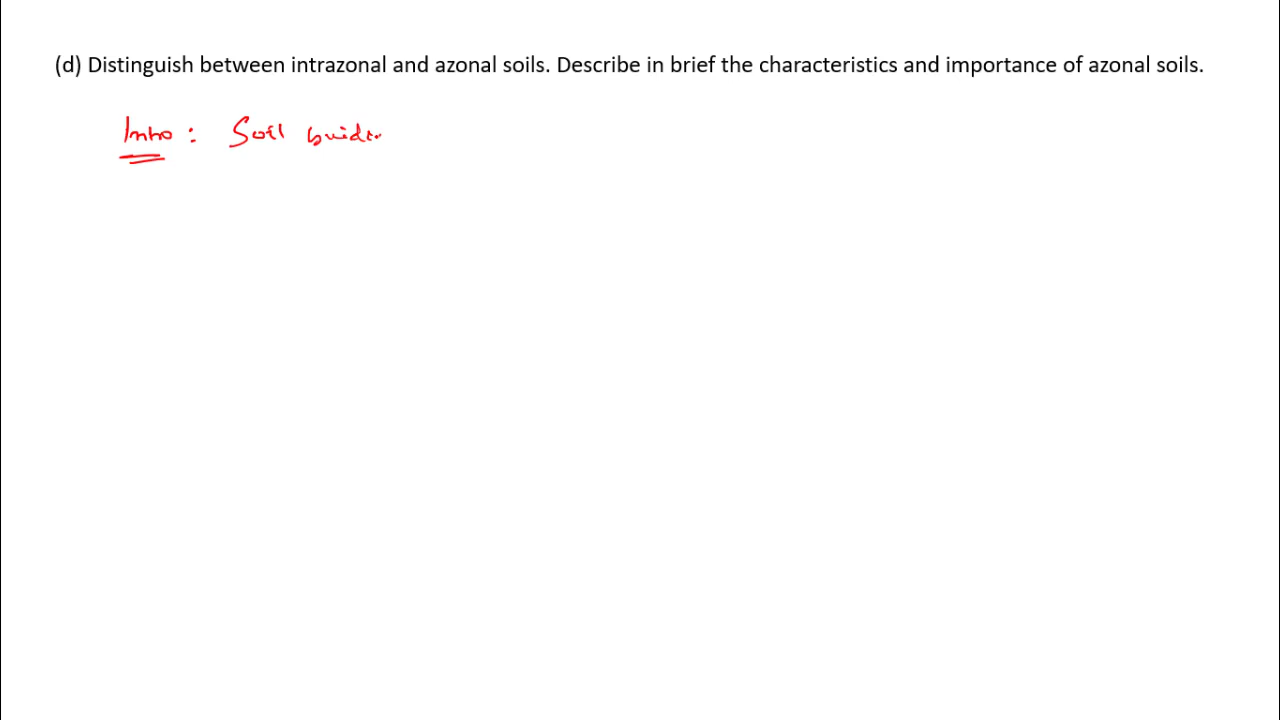 (d) Distinguish between intrazonal and azonal soils. Describe in brief the characteristics and importance of azonal soils.
Intro : Soil